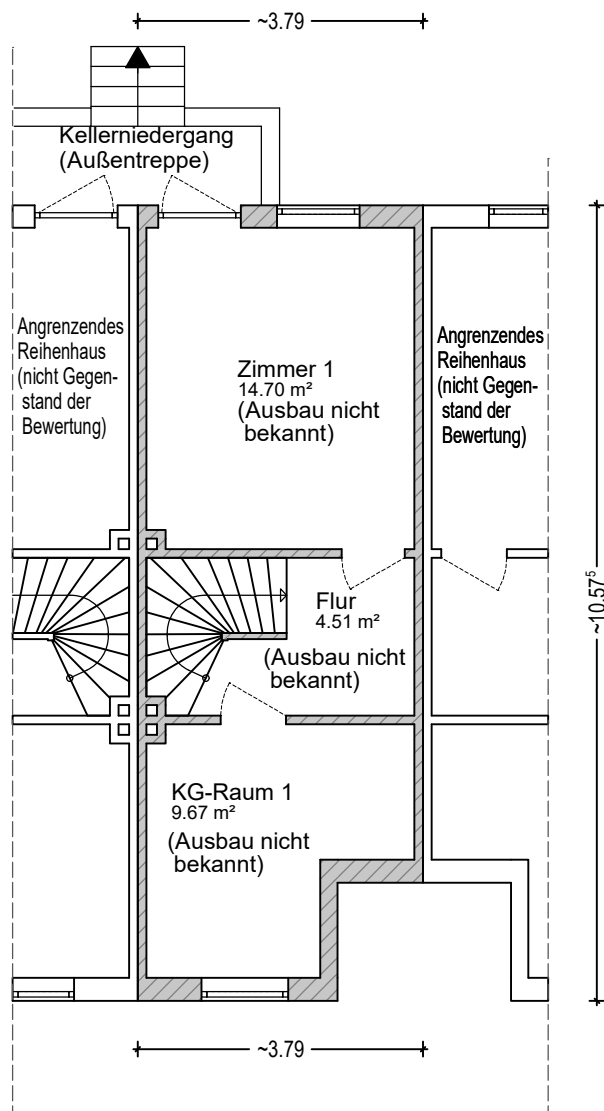 ~3.79
Kellerniedergang
(Außentreppe)
Angrenzendes
Reihenhaus
(nicht Gegen-
stand der
Bewertung)
Zimmer 1
14.70 m²
(Ausbau nicht
bekannt)
Angrenzendes
Reihenhaus
(nicht Gegen-
stand der
Bewertung)
Flur
4.51 m²
(Ausbau nicht
bekannt)
~10.57⁵
KG-Raum 1
9.67 m²
(Ausbau nicht
bekannt)
~3.79